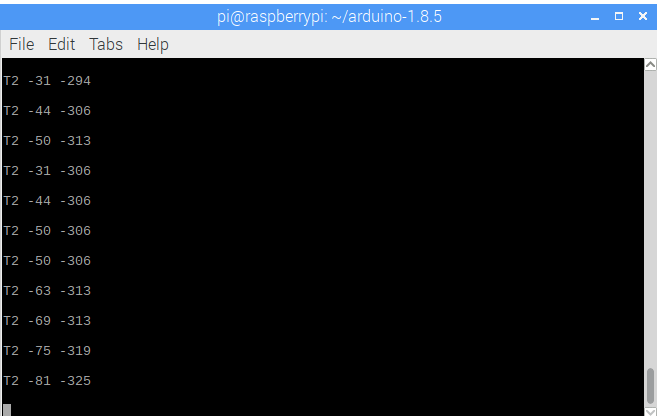 pi@raspberrypi: ~/arduino-1.8.5
File Edit Tabs Help
T2 -31 -294
T2 -44 -306
T2 -50 -313
T2 -31 -306
T2 -44 -306
T2 -50 -306
T2 -50 -306
T2 -63 -313
T2 -69 -313
T2 -75 -319
T2 -81 -325